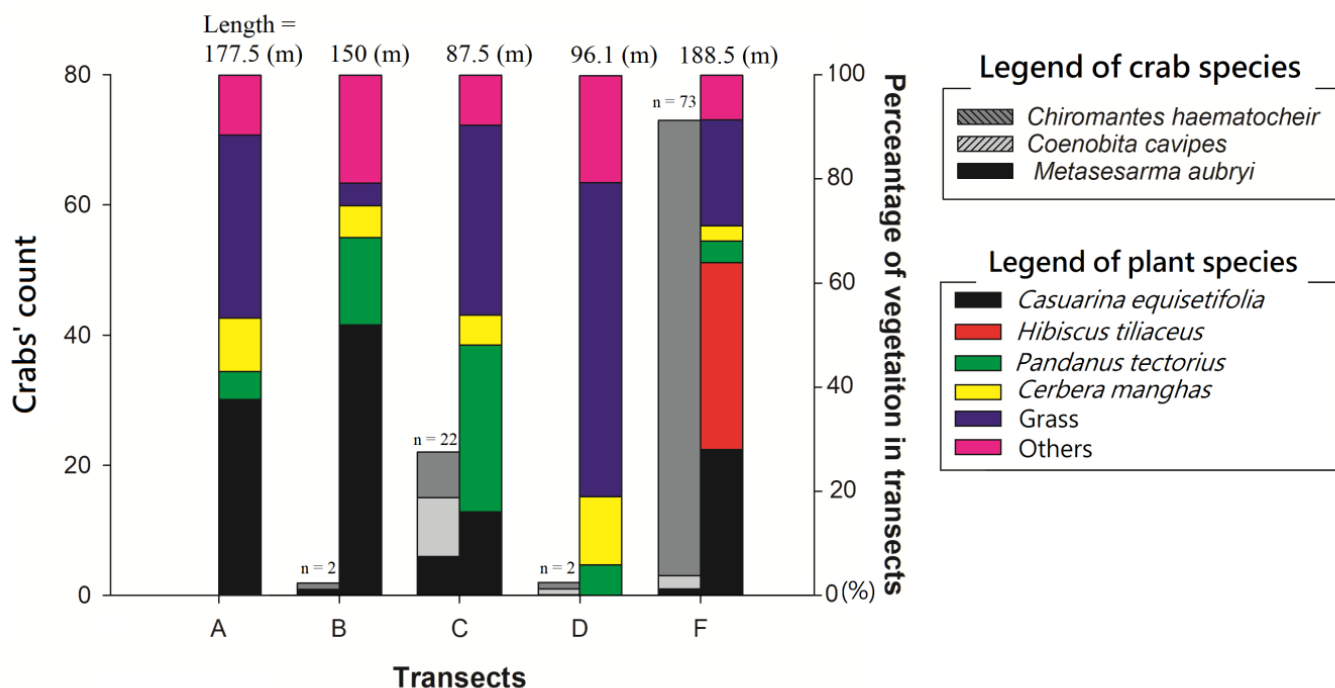 Length =
177.5 (m) 150 (m) 87.5 (m) 96.1 (m) 188.5 (m)
80
60
40
20
0
Crabs' count
n = 2
n = 22
n = 2
n = 73
100
80
60
40
20
0(%)
Perceantage of vegetaiton in transects
A B C D F
Transects
Legend of crab species
Chiromantes haematocheir
Coenobita cavipes
Metasesarma aubryi
Legend of plant species
Casuarina equisetifolia
Hibiscus tiliaceus
Pandanus tectorius
Cerbera manghas
Grass
Others